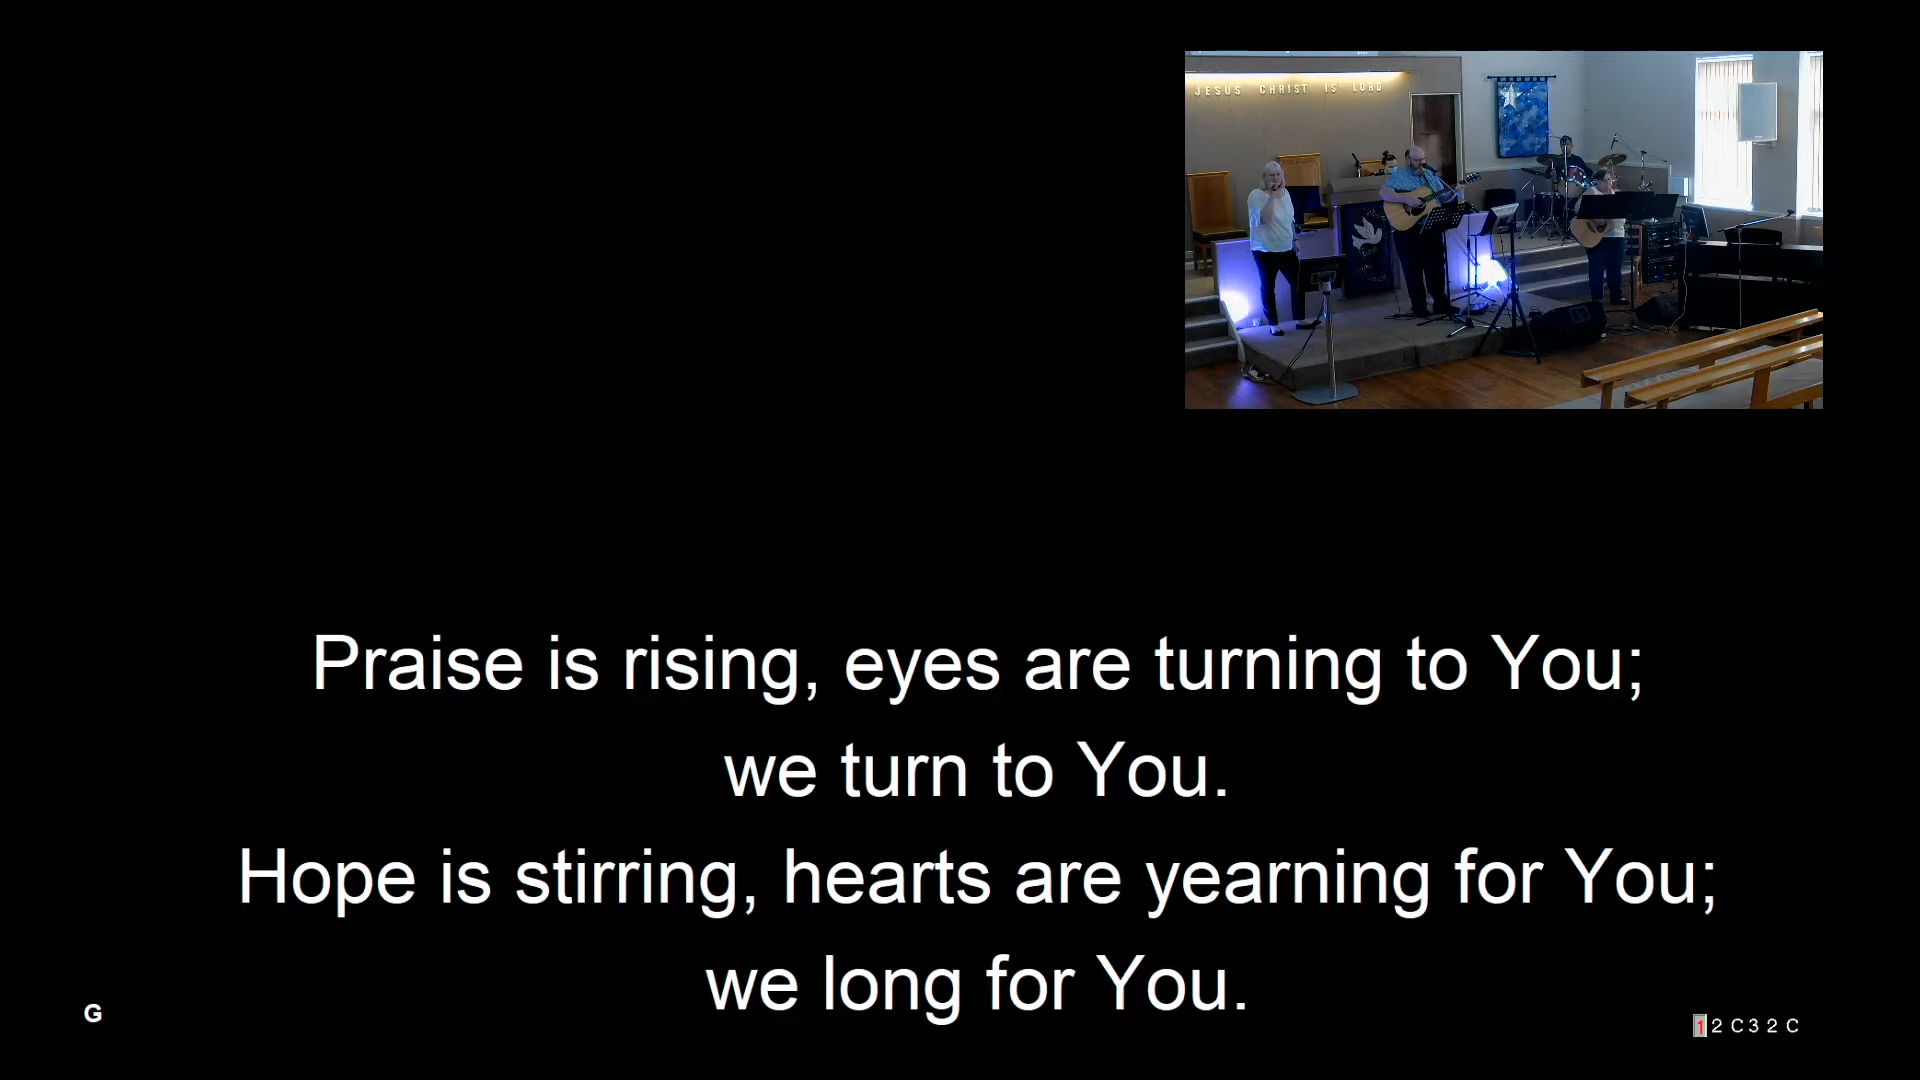 JESUS CHRIST IS LORD
Praise is rising, eyes are turning to You;
we turn to You.
Hope is stirring, hearts are yearning for You;
we long for You.
G
1 2 C 3 2 C